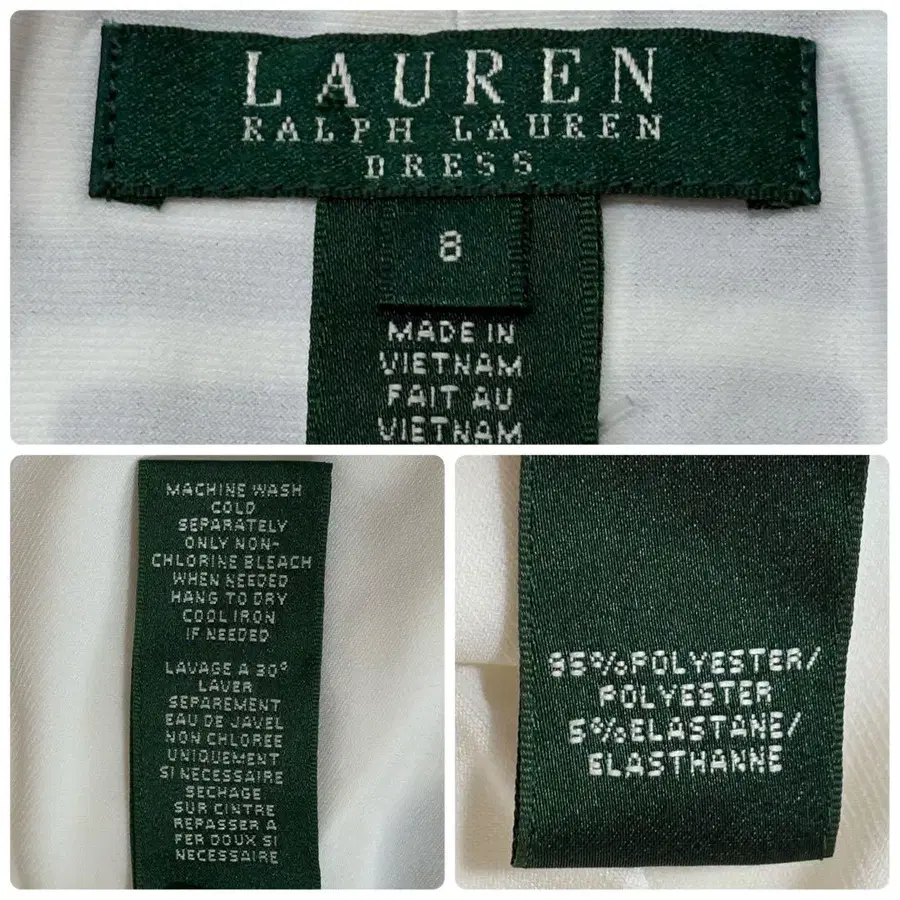 LAUREN
RALPH LAUREN
DRESS
8
MADE IN
VIETNAM
FAIT AU
VIETNAM
MACHINE WASH
COLD
SEPARATELY
ONLY NON-
CHLORINE BLEACH
WHEN NEEDED
HANG TO DRY
COOL IRON
IF NEEDED
LAVAGE A 30°
LAVER
SEPAREMENT
EAU DE JAVEL
NON CHLOREE
UNIQUEMENT
SI NECESSAIRE
SECHAGE
SUR CINTRE
REPASSER A
FER DOUX SI
NECESSAIRE
95%POLYESTER/
POLYESTER
5%ELASTANE/
ELASTHANNE